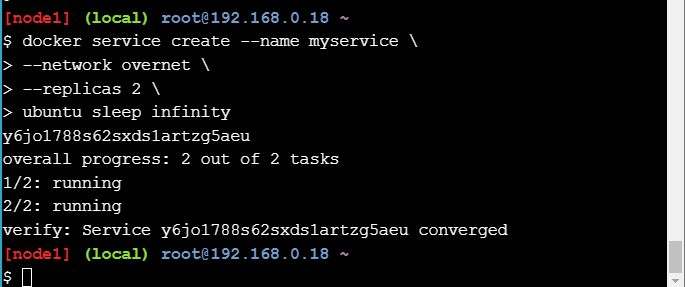 [node1] (local) root@192.168.0.18 ~
$ docker service create --name myservice \
> --network overnet \
> --replicas 2 \
> ubuntu sleep infinity
y6jo1788s62sxds1artzg5aeu
overall progress: 2 out of 2 tasks
1/2: running
2/2: running
verify: Service y6jo1788s62sxds1artzg5aeu converged
[node1] (local) root@192.168.0.18 ~
$